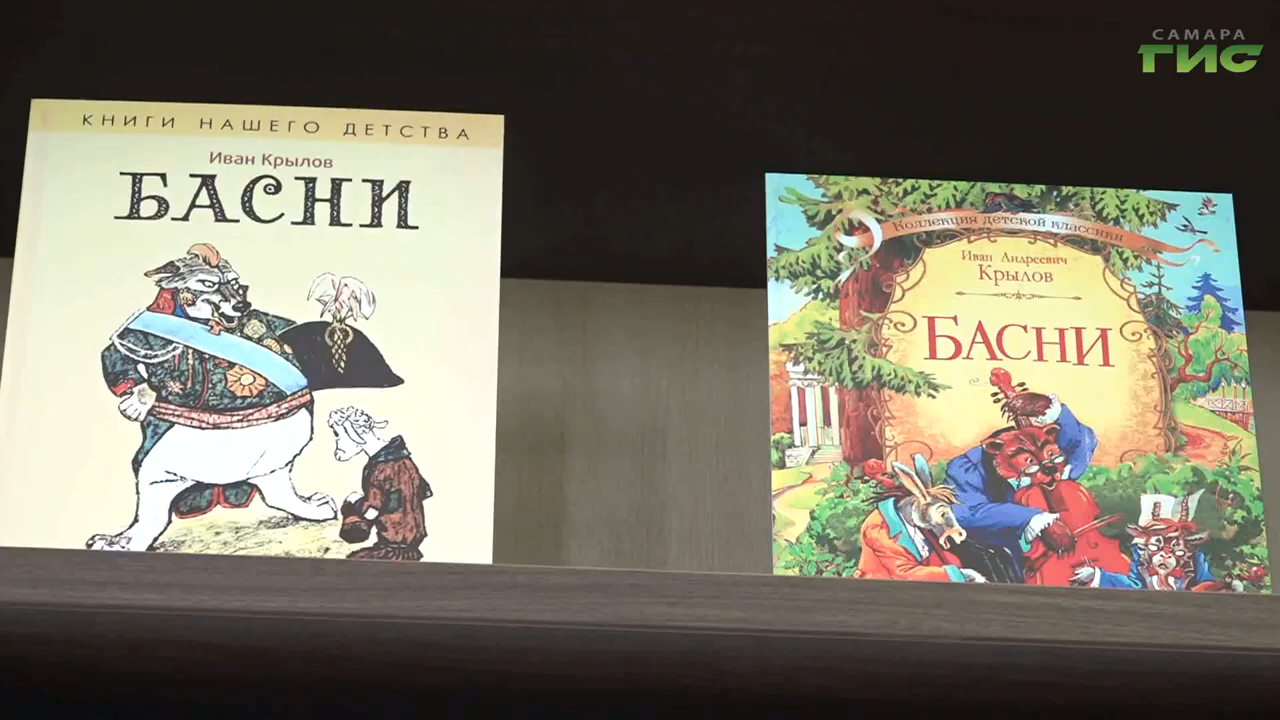 САМАРА
ГИС
КНИГИ НАШЕГО ДЕТСТВА
Иван Крылов
БАСНИ
Коллекция детской классики
Иван Андреевич
Крылов
БАСНИ